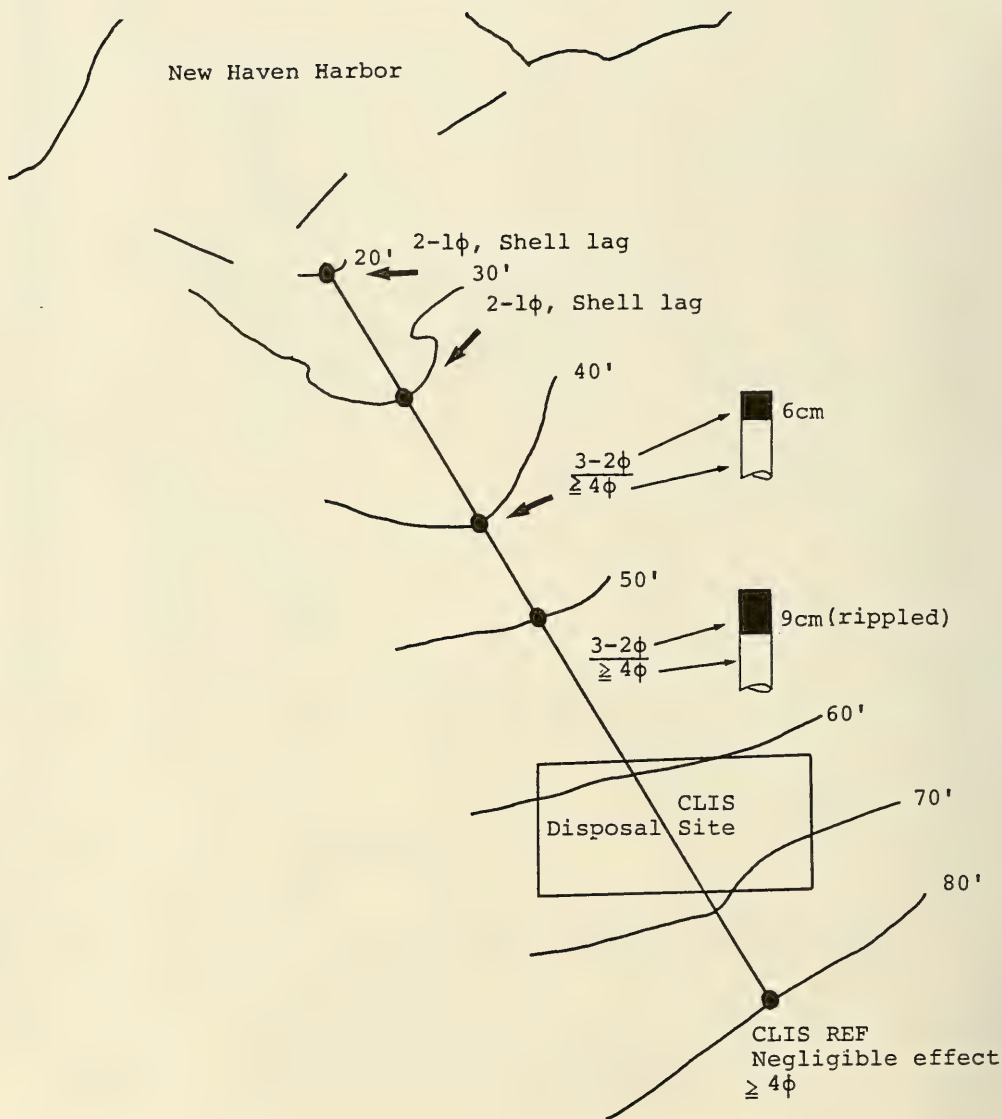 New Haven Harbor
20'
2-1φ, Shell lag
30'
2-1φ, Shell lag
40'
6cm
3-2φ
≧ 4φ
50'
9cm(rippled)
3-2φ
≧ 4φ
60'
CLIS
Disposal Site
70'
80'
CLIS REF
Negligible effect
≧ 4φ